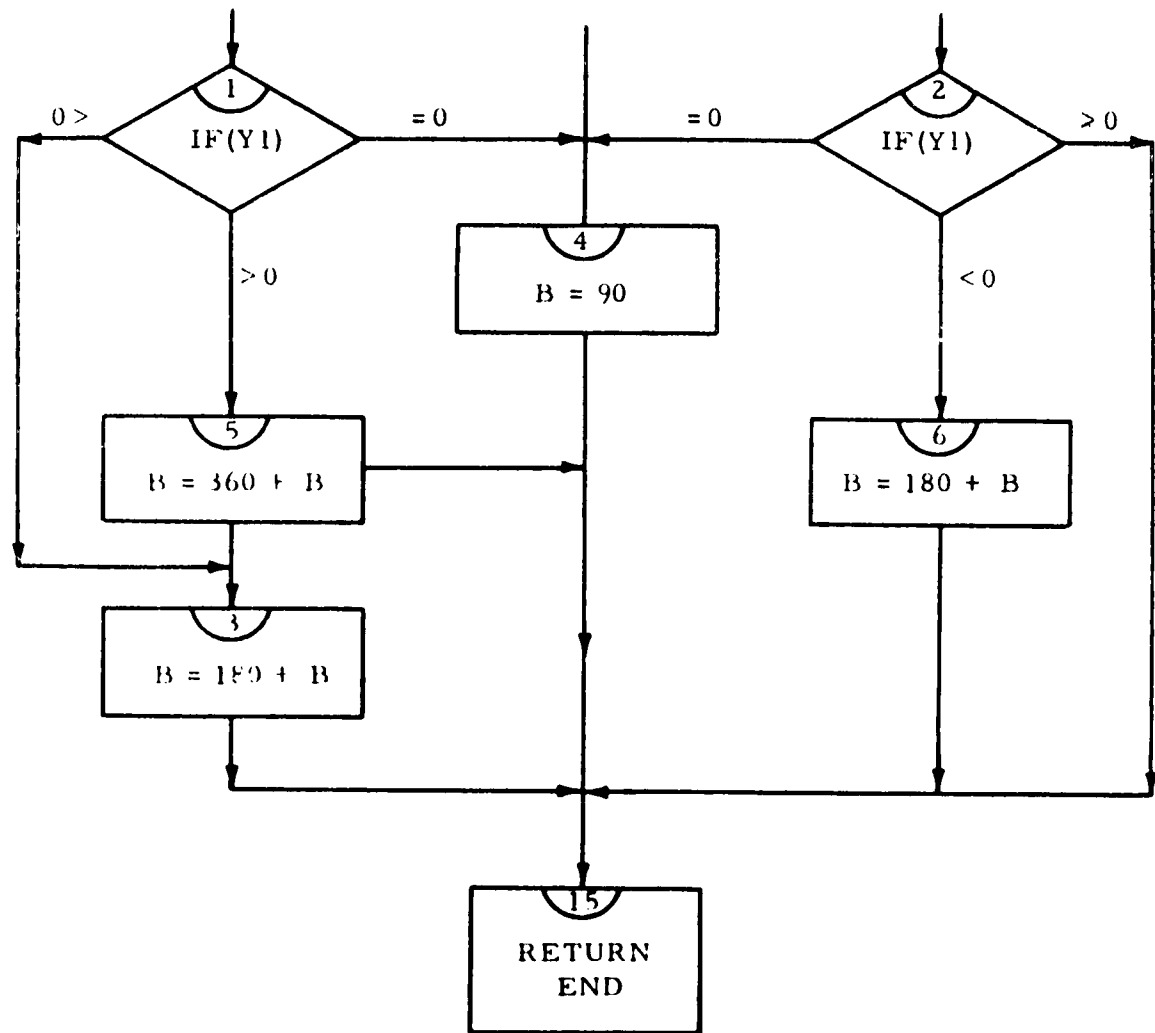 1
IF(Y1)
0 >
= 0
> 0
2
IF(Y1)
= 0
> 0
< 0
4
B = 90
5
B = 360 + B
6
B = 180 + B
3
B = 180 + B
15
RETURN
END